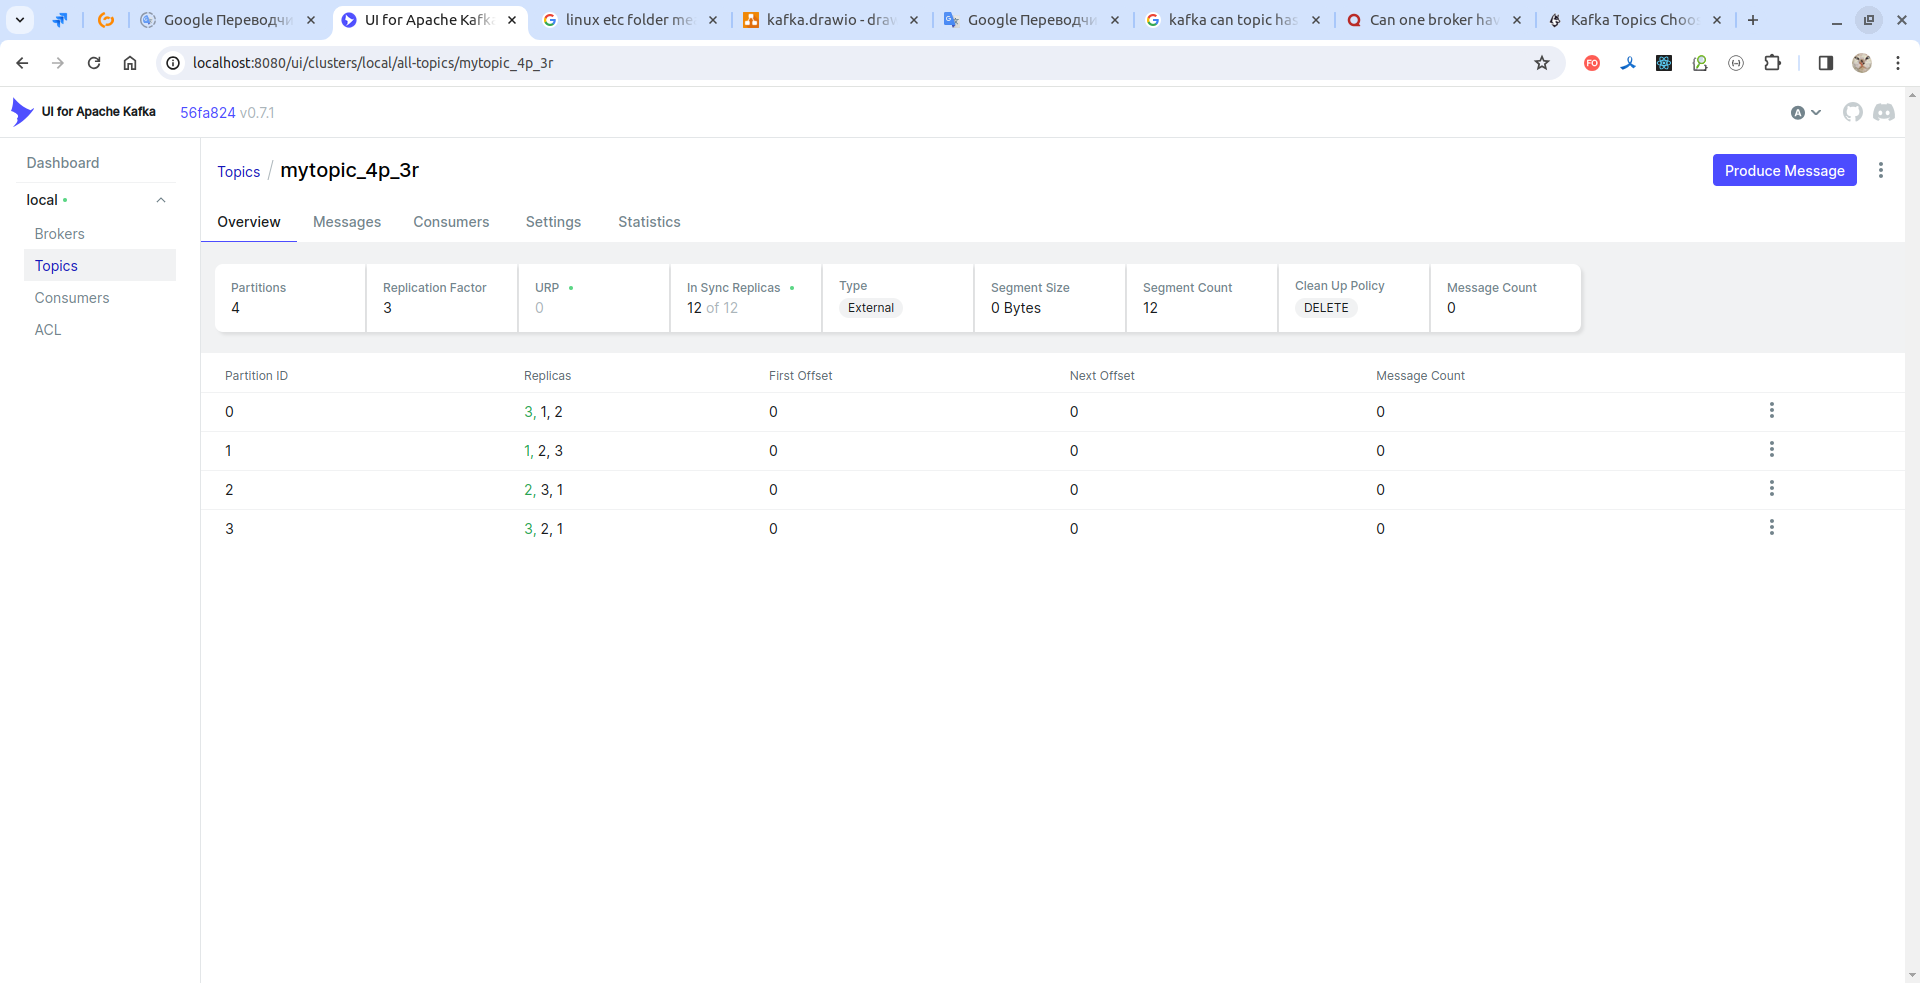 Google Переводчи
UI for Apache Kafka
linux etc folder me
kafka.drawio - draw
Google Переводчи
kafka can topic has
Can one broker hav
Kafka Topics Choos
localhost:8080/ui/clusters/local/all-topics/mytopic_4p_3r
FO
UI for Apache Kafka 56fa824 v0.7.1
A
Dashboard
local
Brokers
Topics
Consumers
ACL
Topics / mytopic_4p_3r
Produce Message
Overview Messages Consumers Settings Statistics
Partitions
4
Replication Factor
3
URP
0
In Sync Replicas
12 of 12
Type
External
Segment Size
0 Bytes
Segment Count
12
Clean Up Policy
DELETE
Message Count
0
Partition ID Replicas First Offset Next Offset Message Count
0 3, 1, 2 0 0 0
1 1, 2, 3 0 0 0
2 2, 3, 1 0 0 0
3 3, 2, 1 0 0 0